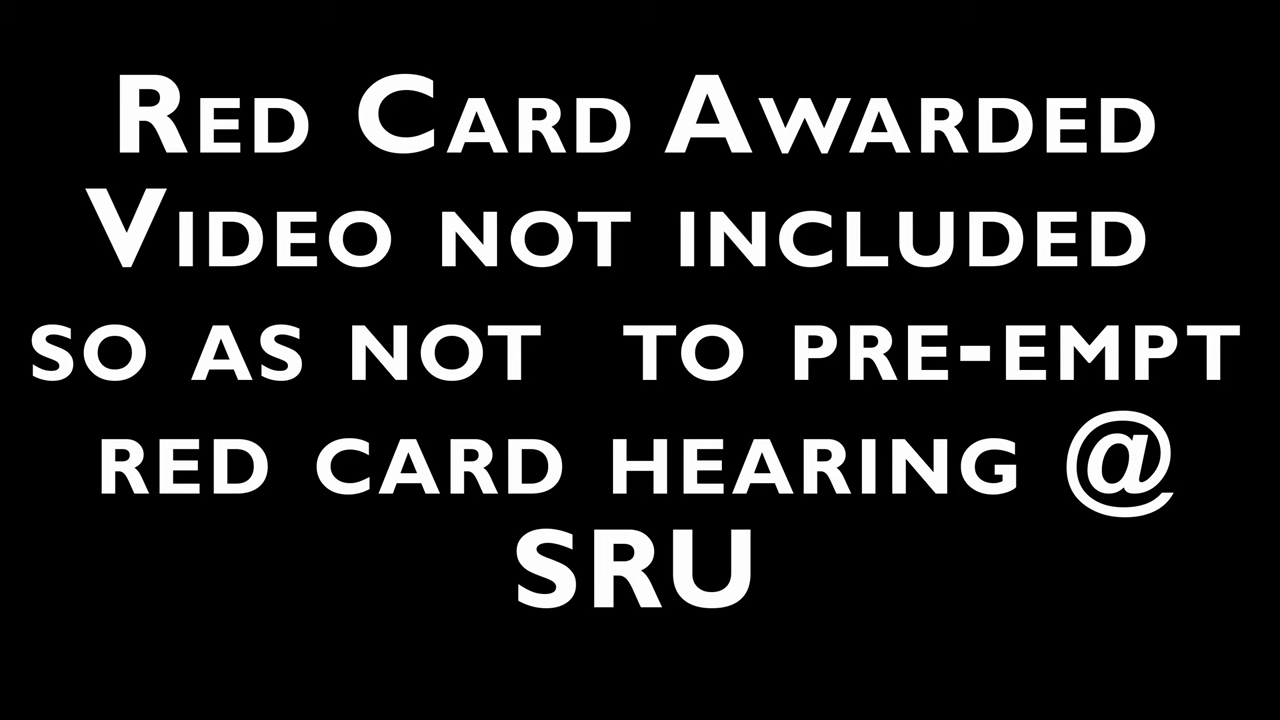 Red Card Awarded
Video not included
so as not  to pre-empt
red card hearing @
SRU